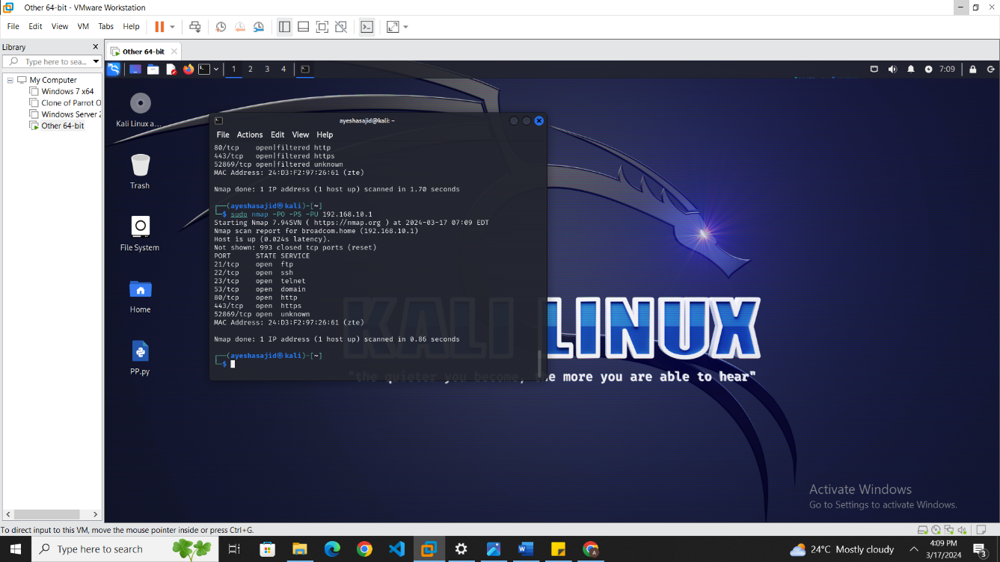 Other 64-bit - VMware Workstation
File Edit View VM Tabs Help
Library
Type here to sea...
My Computer
Windows 7 x64
Clone of Parrot O
Windows Server 2
Other 64-bit
Other 64-bit
1 2 3 4
7:09
Kali Linux a...
Trash
File System
Home
PP.py
ayeshasajid@kali: ~
File Actions Edit View Help
80/tcp open|filtered http
443/tcp open|filtered https
52869/tcp open|filtered unknown
MAC Address: 24:D3:F2:97:26:61 (zte)
Nmap done: 1 IP address (1 host up) scanned in 1.70 seconds
┌──(ayeshasajid㉿kali)-[~]
└─$ sudo nmap -PO -PS -PU 192.168.10.1
Starting Nmap 7.94SVN ( https://nmap.org ) at 2024-03-17 07:09 EDT
Nmap scan report for broadcom.home (192.168.10.1)
Host is up (0.024s latency).
Not shown: 993 closed tcp ports (reset)
PORT STATE SERVICE
21/tcp open ftp
22/tcp open ssh
23/tcp open telnet
53/tcp open domain
80/tcp open http
443/tcp open https
52869/tcp open unknown
MAC Address: 24:D3:F2:97:26:61 (zte)
Nmap done: 1 IP address (1 host up) scanned in 0.86 seconds
┌──(ayeshasajid㉿kali)-[~]
└─$
KALI LINUX
"the quieter you become, the more you are able to hear"
Activate Windows
Go to Settings to activate Windows.
To direct input to this VM, move the mouse pointer inside or press Ctrl+G.
Type here to search
24°C Mostly cloudy
4:09 PM
3/17/2024
3